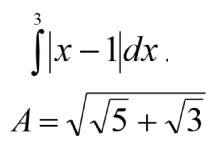 ∫³|x − 1|dx.
A = √(√5 + √3)